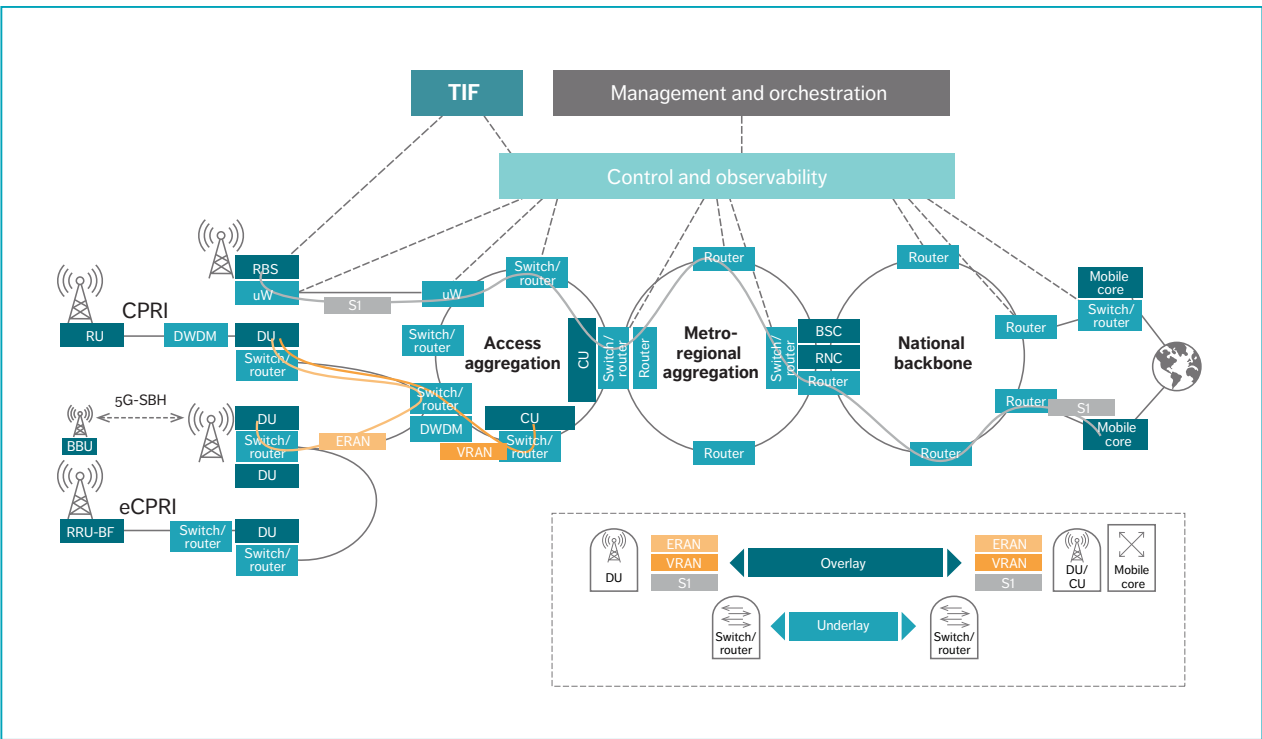 TIF
Management and orchestration
Control and observability
RBS
uW
S1
uW
Switch/
router
Router
Router
Mobile
core
Switch/
router
CPRI
RU
DWDM
DU
Switch/
router
Switch/
router
Access
aggregation
CU
Switch/
router
Router
Metro-
regional
aggregation
Switch/
router
BSC
RNC
Router
National
backbone
Router
5G-SBH
BBU
DU
Switch/
router
DU
ERAN
Switch/
router
DWDM
VRAN
CU
Switch/
router
Router
Router
Router
S1
Mobile
core
eCPRI
RRU-BF
Switch/
router
DU
Switch/
router
DU
ERAN
VRAN
S1
Overlay
ERAN
VRAN
S1
DU/
CU
Mobile
core
Switch/
router
Underlay
Switch/
router